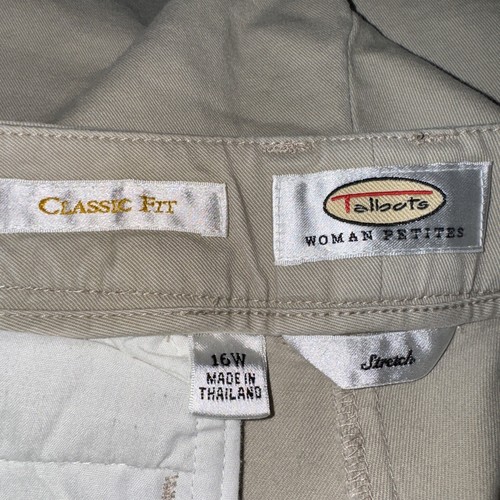 CLASSIC FIT
Talbots
WOMAN PETITES
16W
MADE IN
THAILAND
Stretch